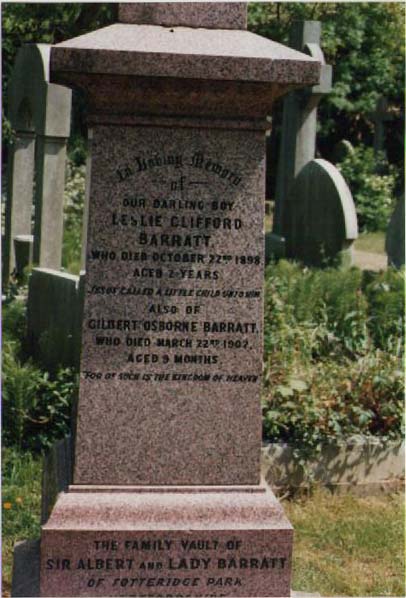 In Loving Memory
of
OUR DARLING BOY
LESLIE CLIFFORD
BARRATT,
WHO DIED OCTOBER 22ND 1898
AGED 2 YEARS
JESUS CALLED A LITTLE CHILD UNTO HIM
ALSO OF
GILBERT OSBORNE BARRATT,
WHO DIED MARCH 22ND 1902,
AGED 9 MONTHS.
"FOR OF SUCH IS THE KINGDOM OF HEAVEN
THE FAMILY VAULT OF
SIR ALBERT AND LADY BARRATT
OF TOTTERIDGE PARK